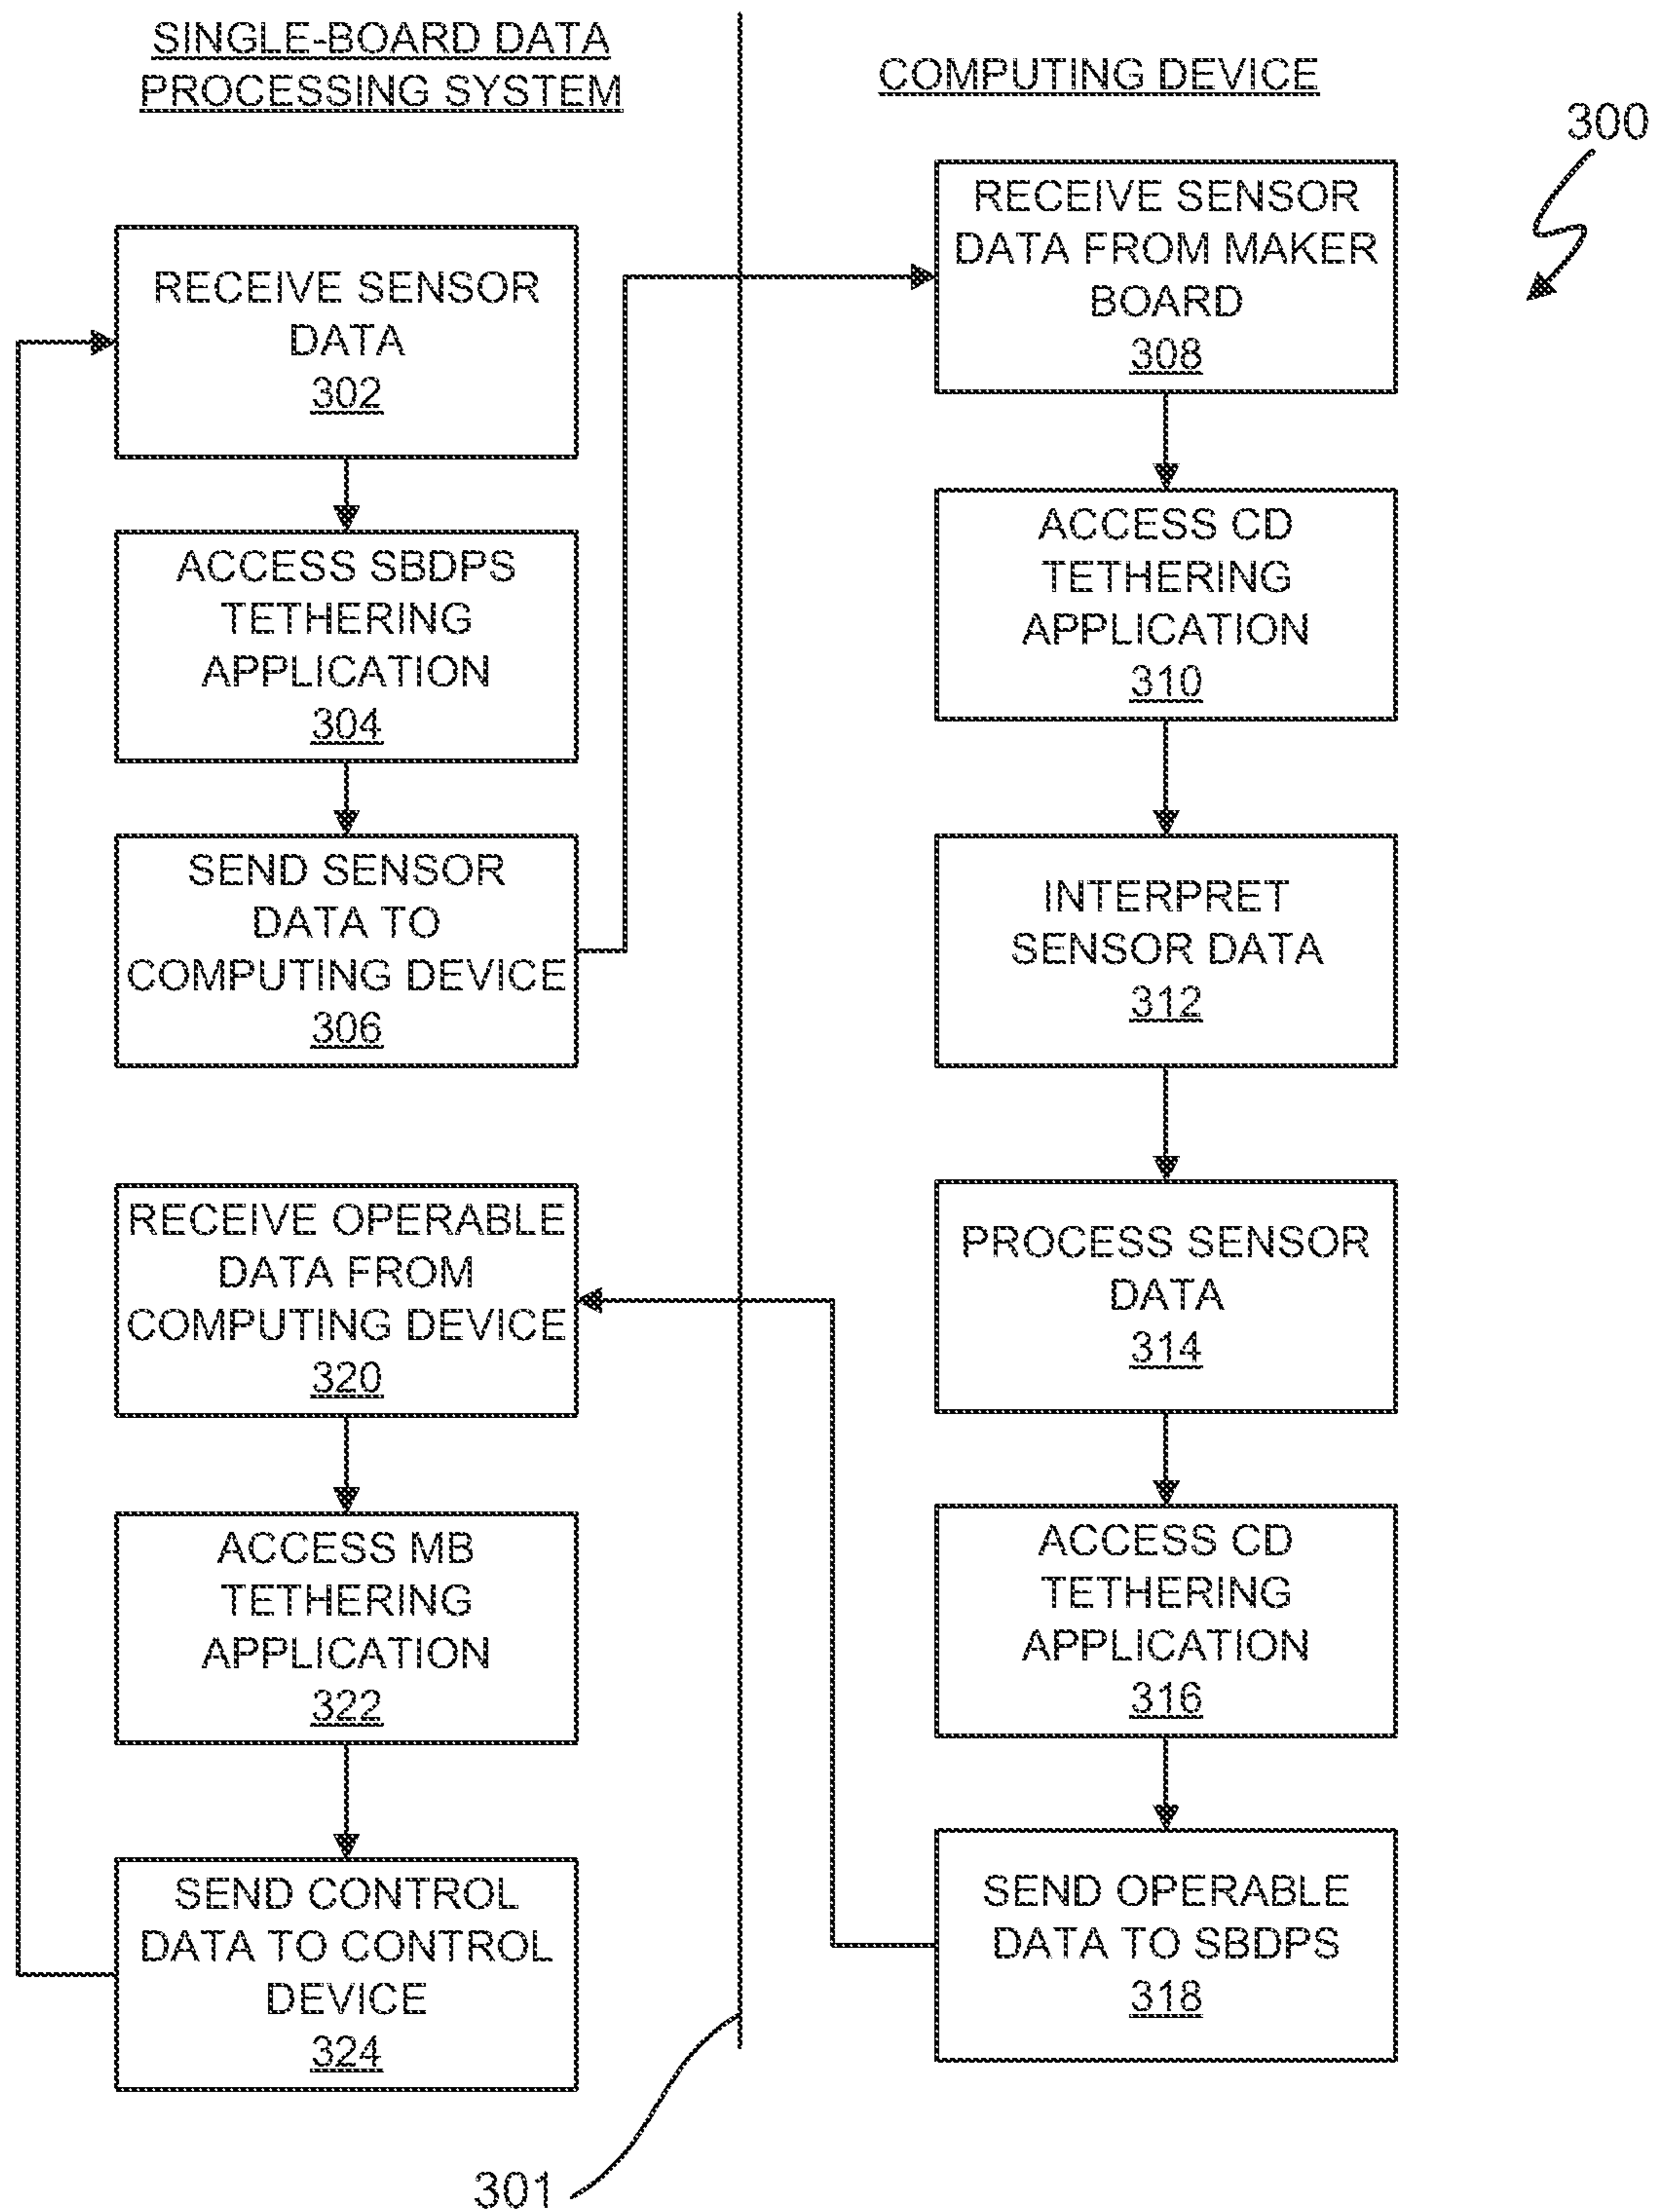 SINGLE-BOARD DATA
PROCESSING SYSTEM
COMPUTING DEVICE
300
RECEIVE SENSOR
DATA
302
ACCESS SBDPS
TETHERING
APPLICATION
304
SEND SENSOR
DATA TO
COMPUTING DEVICE
306
RECEIVE SENSOR
DATA FROM MAKER
BOARD
308
ACCESS CD
TETHERING
APPLICATION
310
INTERPRET
SENSOR DATA
312
PROCESS SENSOR
DATA
314
ACCESS CD
TETHERING
APPLICATION
316
SEND OPERABLE
DATA TO SBDPS
318
RECEIVE OPERABLE
DATA FROM
COMPUTING DEVICE
320
ACCESS MB
TETHERING
APPLICATION
322
SEND CONTROL
DATA TO CONTROL
DEVICE
324
301